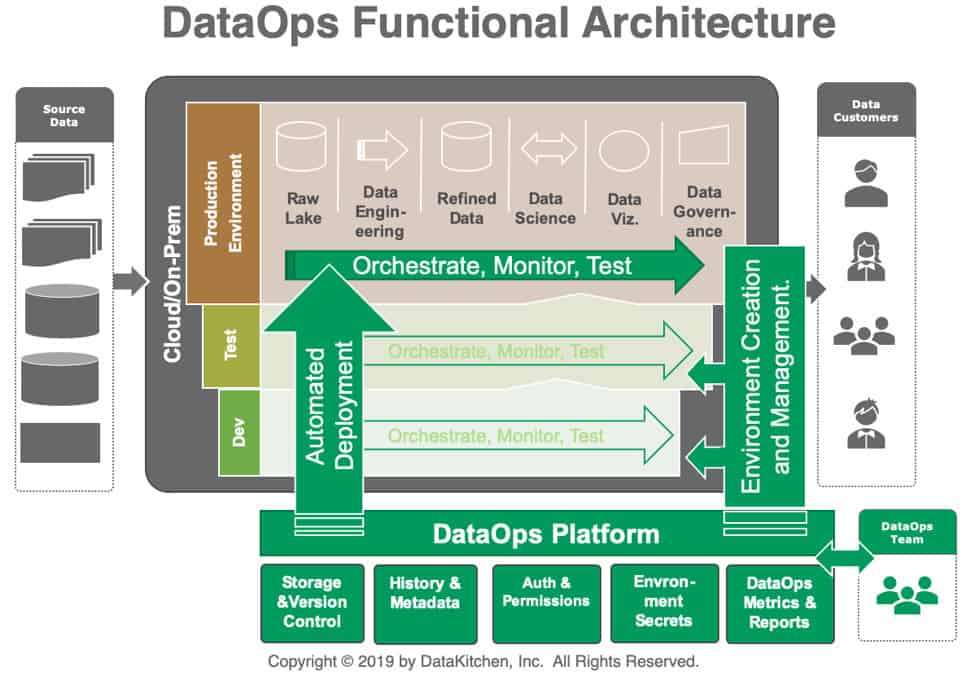 DataOps Functional Architecture
Source
Data
Data
Customers
Cloud/On-Prem
Production
Environment
Raw
Lake
Data
Engin-
eering
Refined
Data
Data
Science
Data
Viz.
Data
Govern-
ance
Orchestrate, Monitor, Test
Test
Orchestrate, Monitor, Test
Dev
Orchestrate, Monitor, Test
Automated
Deployment
Environment Creation
and Management.
DataOps Platform
DataOps
Team
Storage
&Version
Control
History &
Metadata
Auth &
Permissions
Envron-
ment
Secrets
DataOps
Metrics &
Reports
Copyright © 2019 by DataKitchen, Inc. All Rights Reserved.